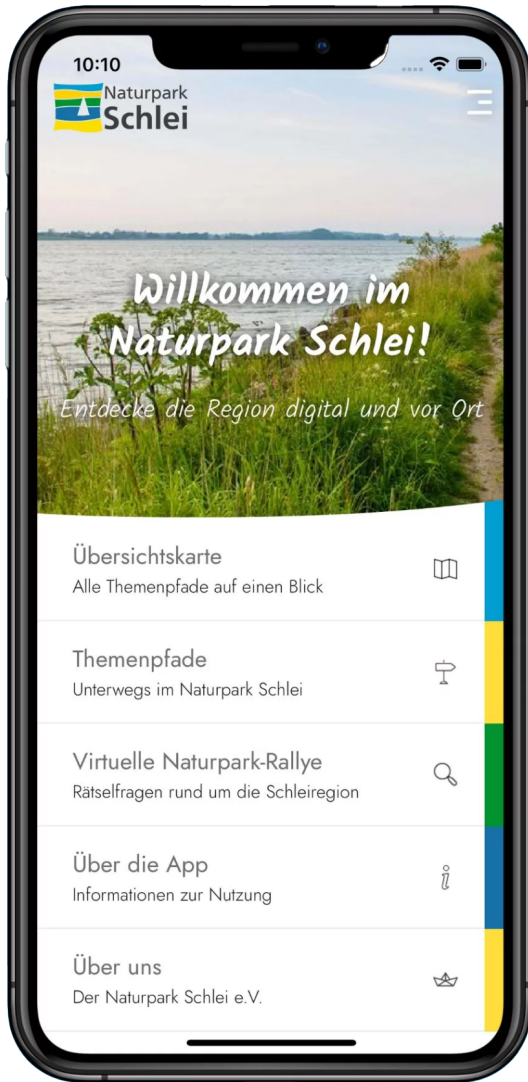 10:10
Naturpark
Schlei
Willkommen im
Naturpark Schlei!
Entdecke die Region digital und vor Ort
Übersichtskarte
Alle Themenpfade auf einen Blick
Themenpfade
Unterwegs im Naturpark Schlei
Virtuelle Naturpark-Rallye
Rätselfragen rund um die Schleiregion
Über die App
Informationen zur Nutzung
Über uns
Der Naturpark Schlei e.V.